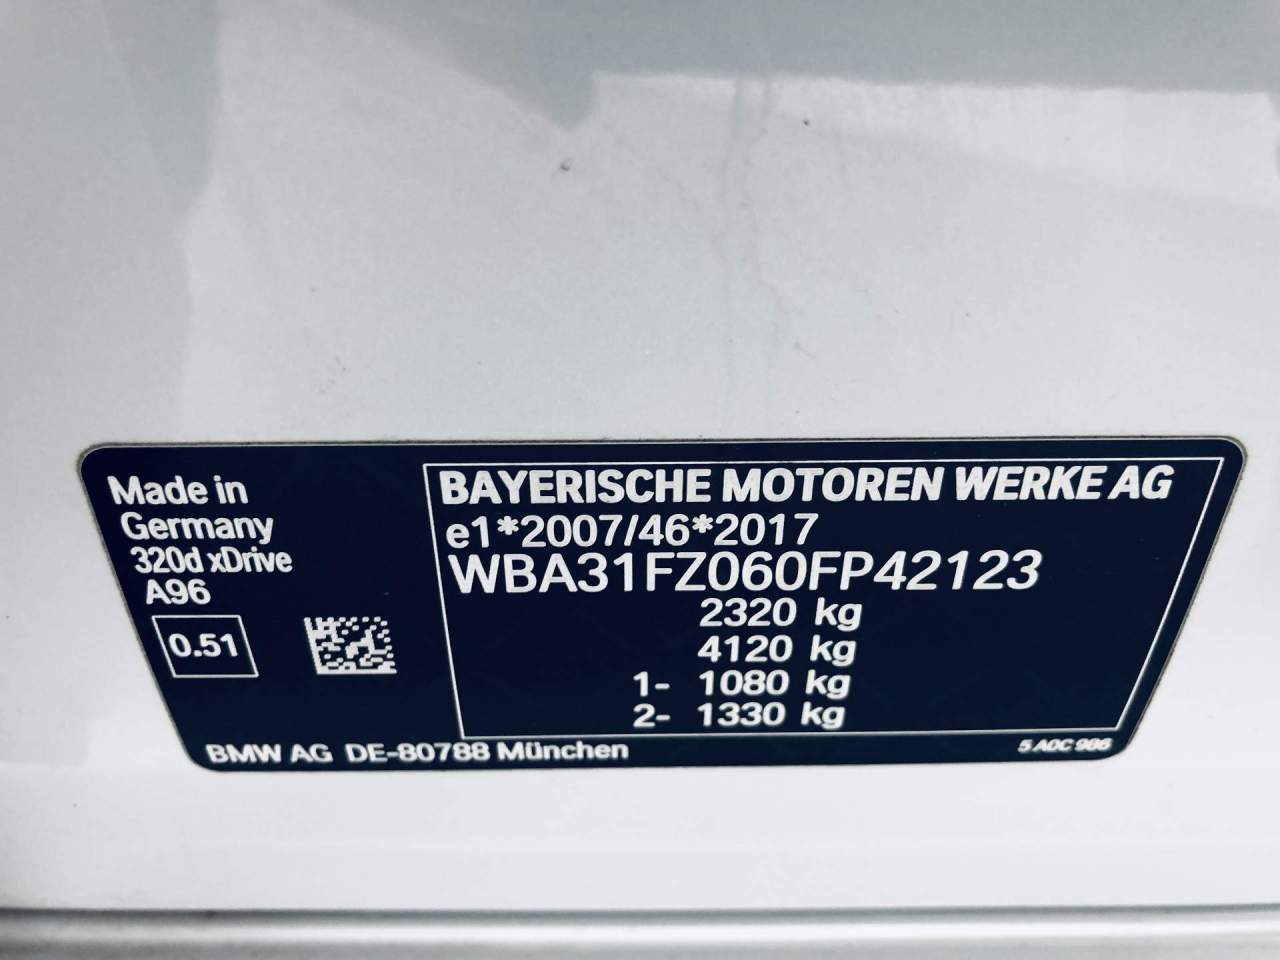 Made in
Germany
320d xDrive
A96
0.51
BAYERISCHE MOTOREN WERKE AG
e1*2007/46*2017
WBA31FZ060FP42123
2320 kg
4120 kg
1- 1080 kg
2- 1330 kg
BMW AG DE-80788 München
5 A0C 986